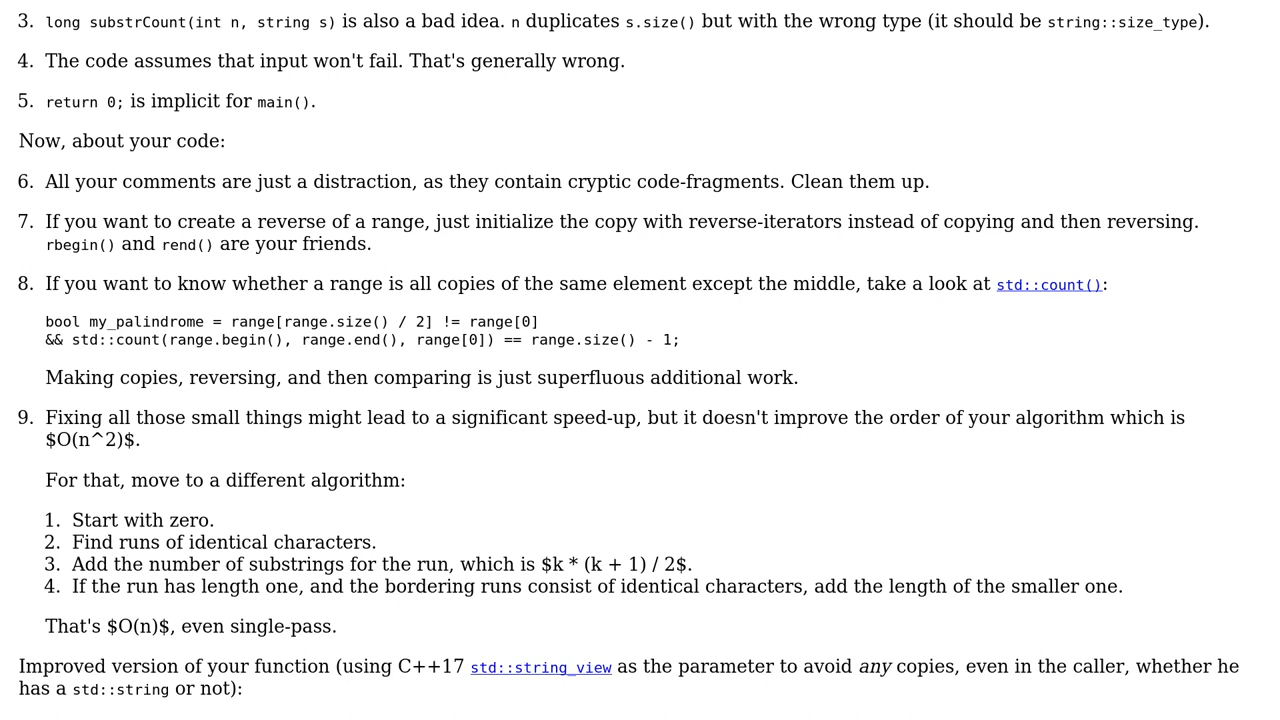 3. long substrCount(int n, string s) is also a bad idea. n duplicates s.size() but with the wrong type (it should be string::size_type).
4. The code assumes that input won't fail. That's generally wrong.
5. return 0; is implicit for main().
Now, about your code:
6. All your comments are just a distraction, as they contain cryptic code-fragments. Clean them up.
7. If you want to create a reverse of a range, just initialize the copy with reverse-iterators instead of copying and then reversing.
rbegin() and rend() are your friends.
8. If you want to know whether a range is all copies of the same element except the middle, take a look at std::count():
bool my_palindrome = range[range.size() / 2] != range[0]
&& std::count(range.begin(), range.end(), range[0]) == range.size() - 1;
Making copies, reversing, and then comparing is just superfluous additional work.
9. Fixing all those small things might lead to a significant speed-up, but it doesn't improve the order of your algorithm which is
$O(n^2)$.
For that, move to a different algorithm:
1. Start with zero.
2. Find runs of identical characters.
3. Add the number of substrings for the run, which is $k * (k + 1) / 2$.
4. If the run has length one, and the bordering runs consist of identical characters, add the length of the smaller one.
That's $O(n)$, even single-pass.
Improved version of your function (using C++17 std::string_view as the parameter to avoid any copies, even in the caller, whether he
has a std::string or not):